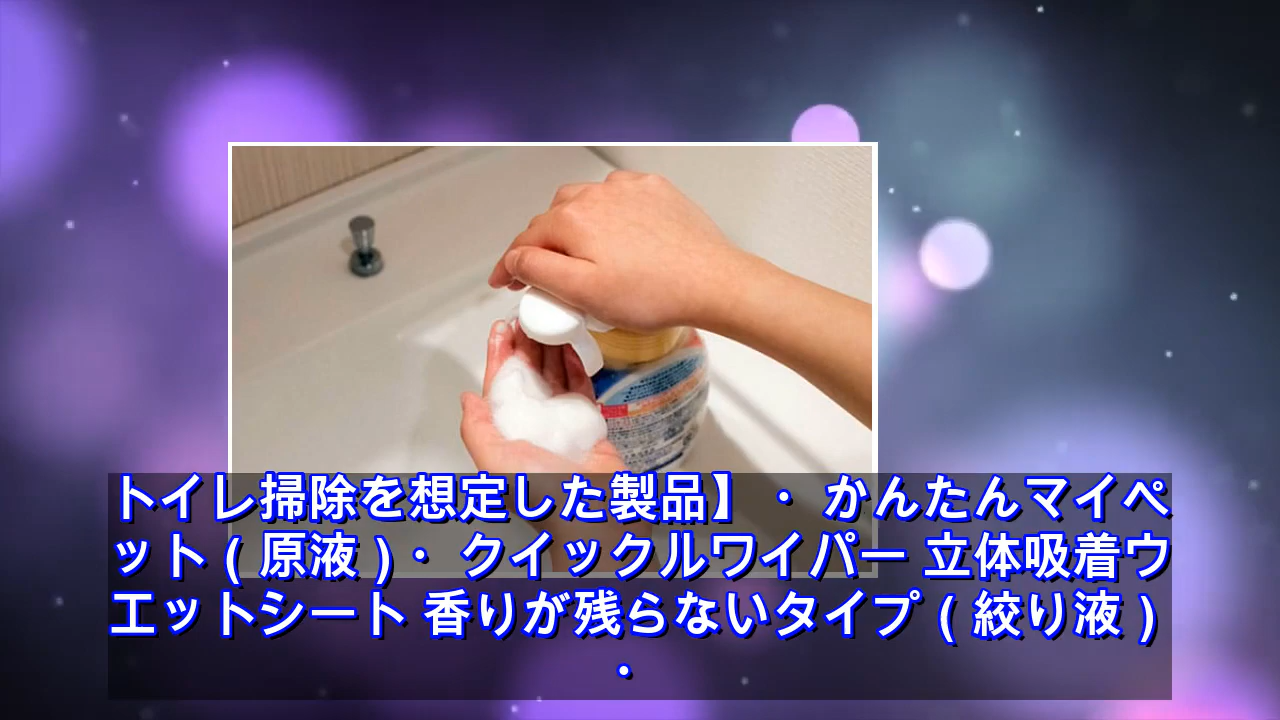 トイレ掃除を想定した製品】・ かんたんマイペ
ット ( 原液 )・ クイックルワイパー 立体吸着ウ
エットシート 香りが残らないタイプ ( 絞り液 )
・